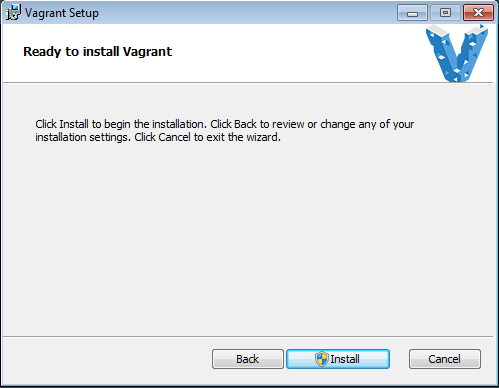 Vagrant Setup
Ready to install Vagrant
Click Install to begin the installation. Click Back to review or change any of your
installation settings. Click Cancel to exit the wizard.
Back
Install
Cancel